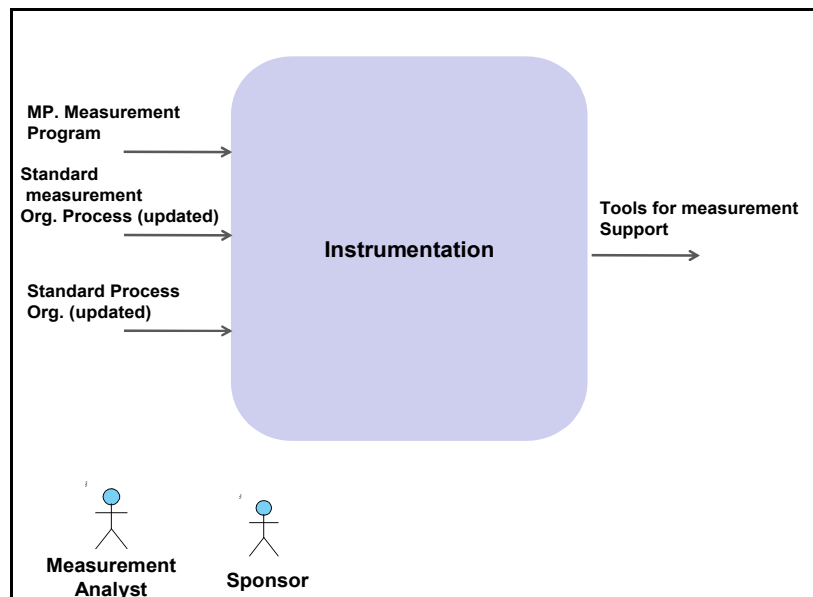 MP. Measurement
Program
Standard
measurement
Org. Process (updated)
Standard Process
Org. (updated)
Instrumentation
Tools for measurement
Support
Measurement
Analyst
Sponsor